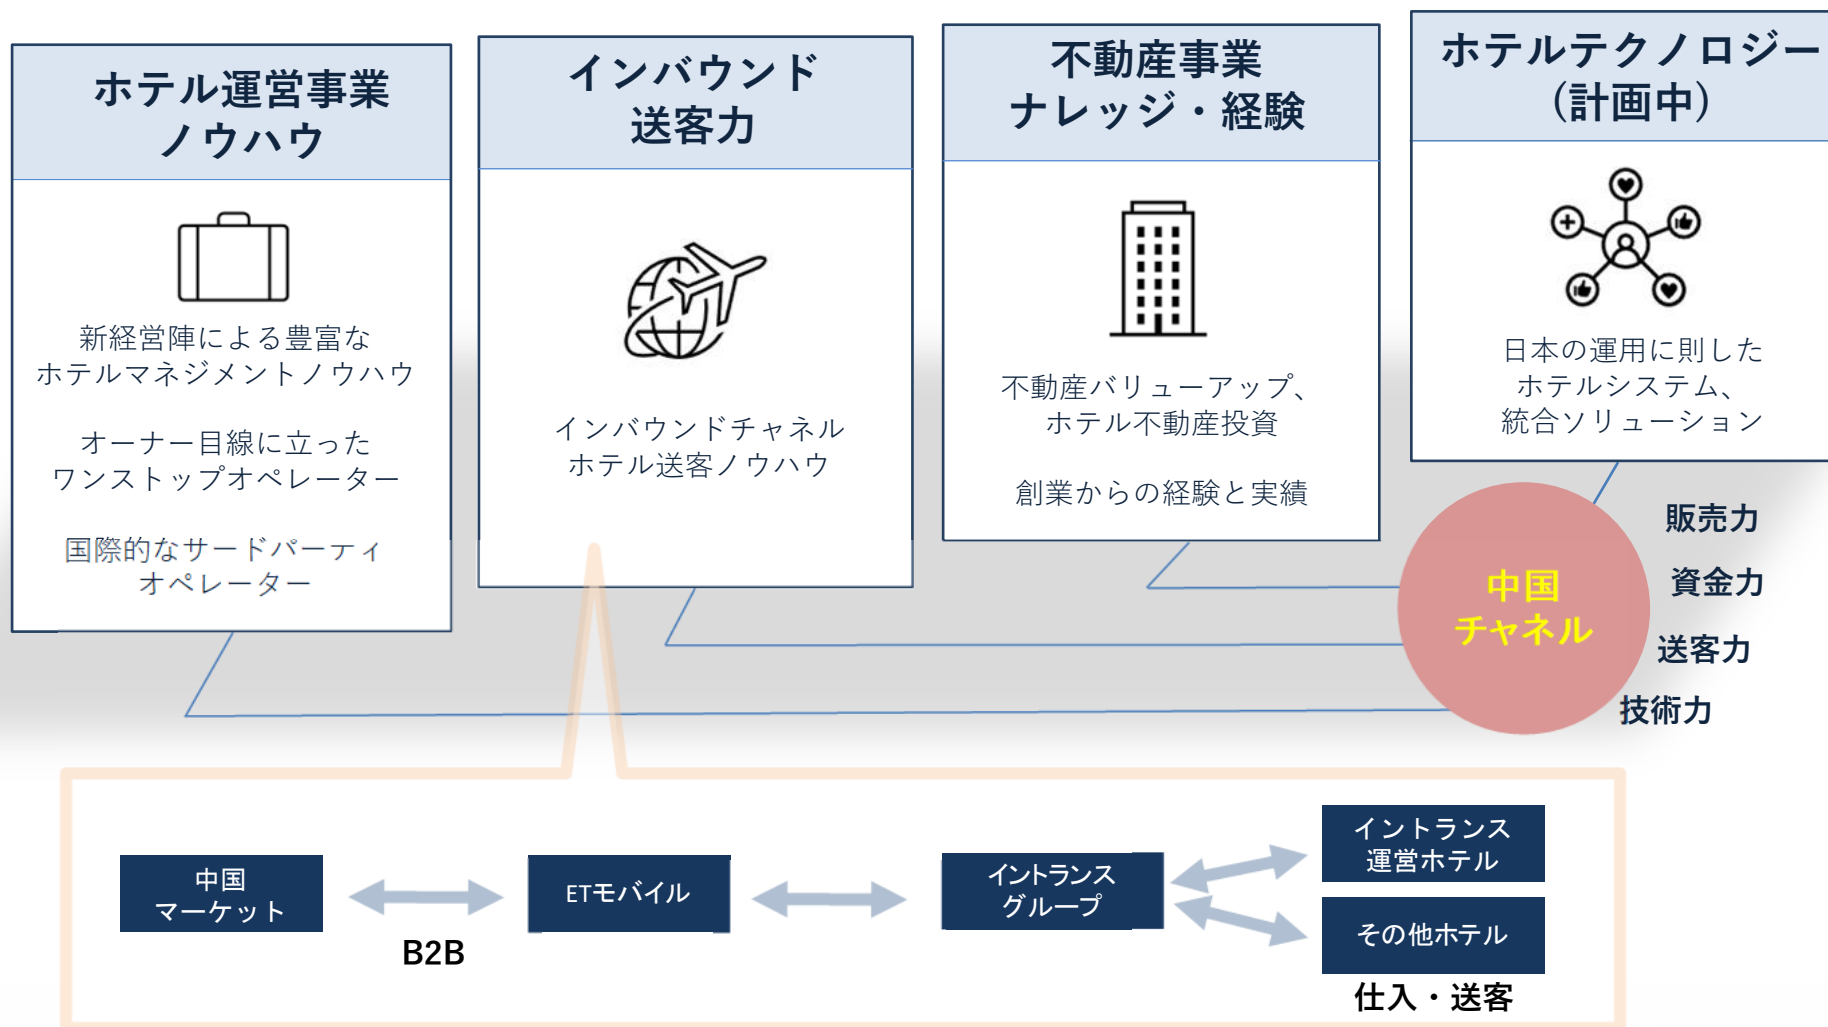 ホテル運営事業
ノウハウ
新経営陣による豊富な
ホテルマネジメントノウハウ
オーナー目線に立った
ワンストップオペレーター
国際的なサードパーティ
オペレーター
インバウンド
送客力
インバウンドチャネル
ホテル送客ノウハウ
不動産事業
ナレッジ・経験
不動産バリューアップ、
ホテル不動産投資
創業からの経験と実績
ホテルテクノロジー
(計画中)
日本の運用に則した
ホテルシステム、
統合ソリューション
中国
チャネル
販売力
資金力
送客力
技術力
中国
マーケット
B2B
ETモバイル
イントランス
グループ
イントランス
運営ホテル
その他ホテル
仕入・送客